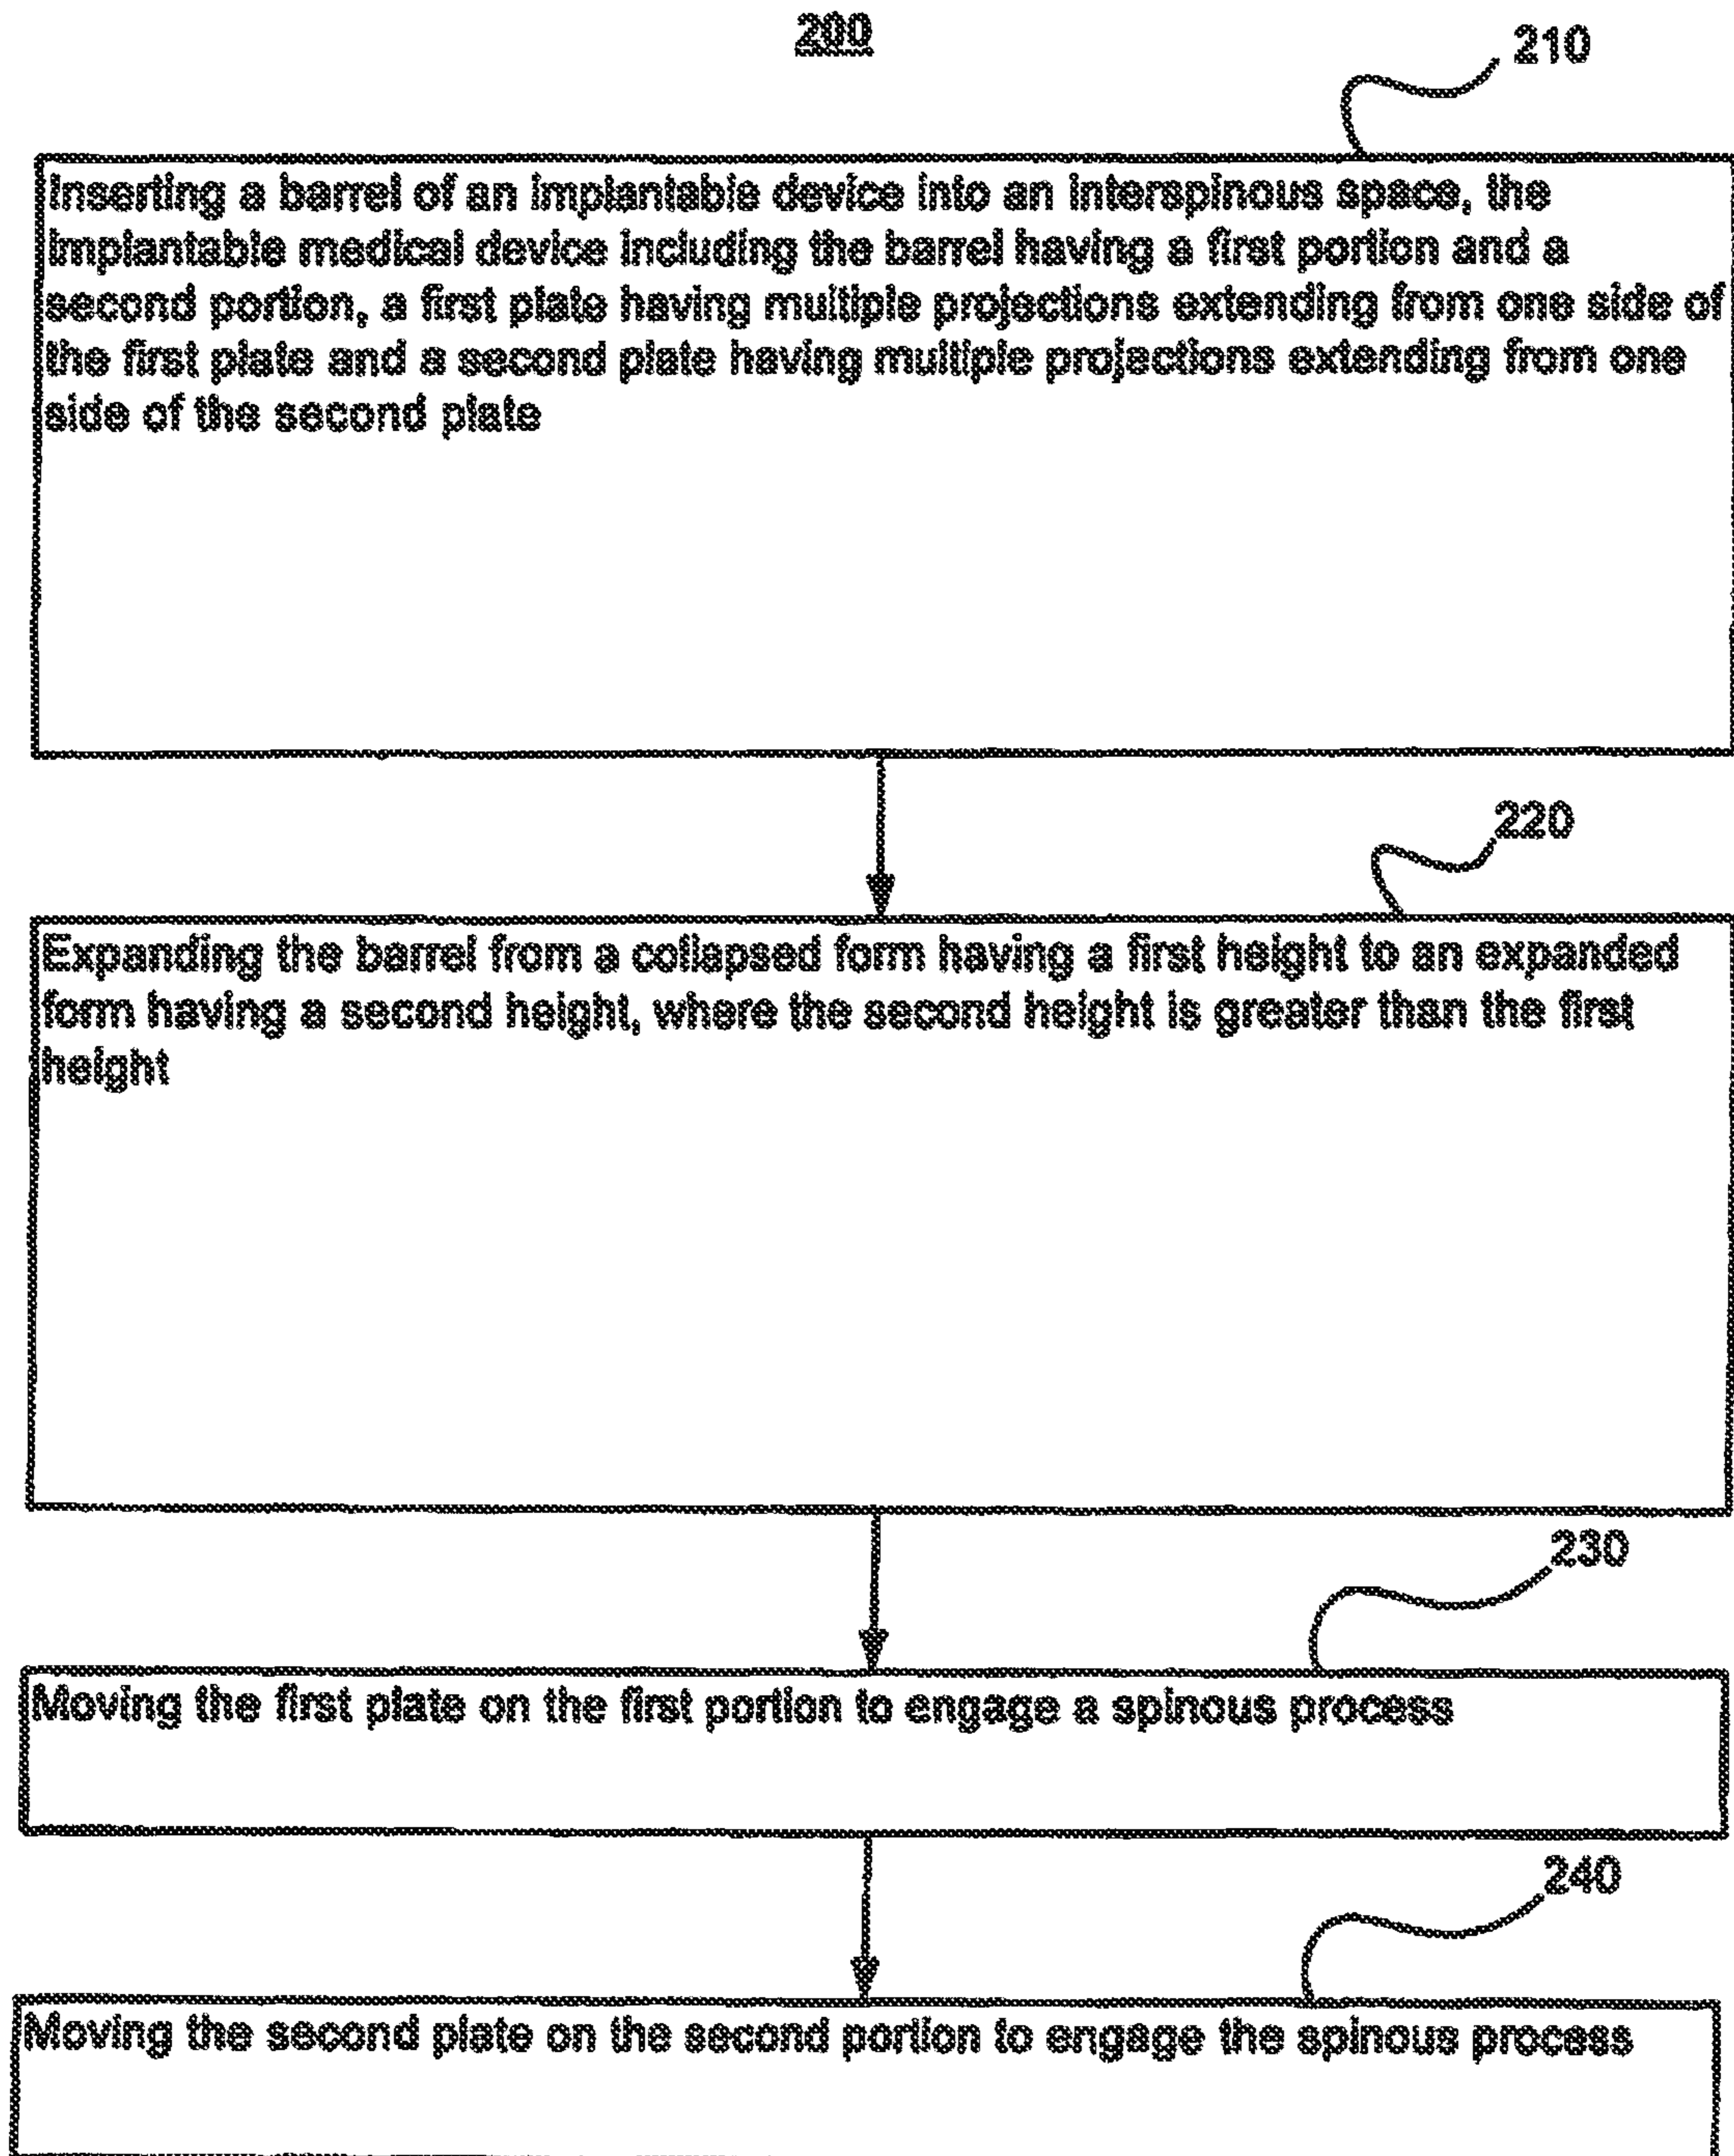 200
210
Inserting a barrel of an implantable device into an interspinous space, the
implantable medical device including the barrel having a first portion and a
second portion, a first plate having multiple projections extending from one side of
the first plate and a second plate having multiple projections extending from one
side of the second plate
220
Expanding the barrel from a collapsed form having a first height to an expanded
form having a second height, where the second height is greater than the first
height
230
Moving the first plate on the first portion to engage a spinous process
240
Moving the second plate on the second portion to engage the spinous process